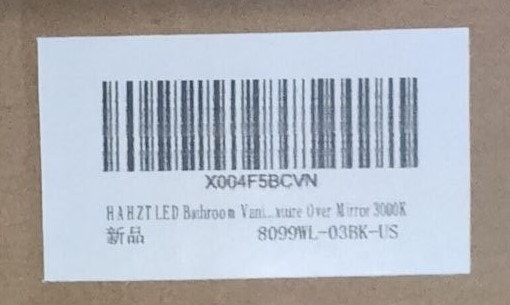 X004F5BCVN
HAHZT LED Bathroom Vani...xture Over Mirror 3000K
新品 8099WL-03BK-US